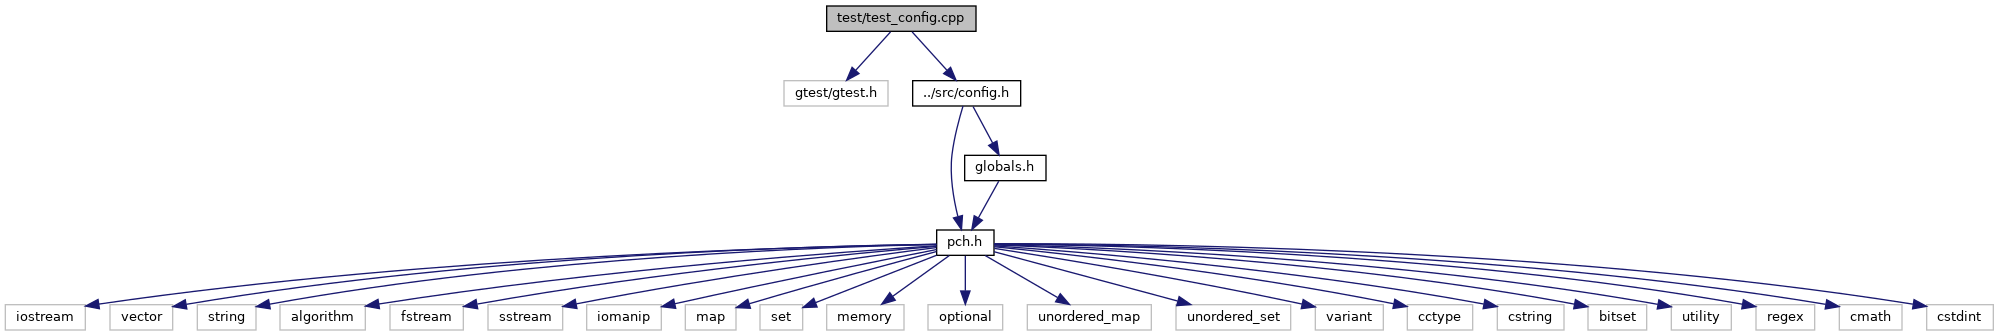 test/test_config.cpp
gtest/gtest.h
../src/config.h
globals.h
pch.h
iostream
vector
string
algorithm
fstream
sstream
iomanip
map
set
memory
optional
unordered_map
unordered_set
variant
cctype
cstring
bitset
utility
regex
cmath
cstdint